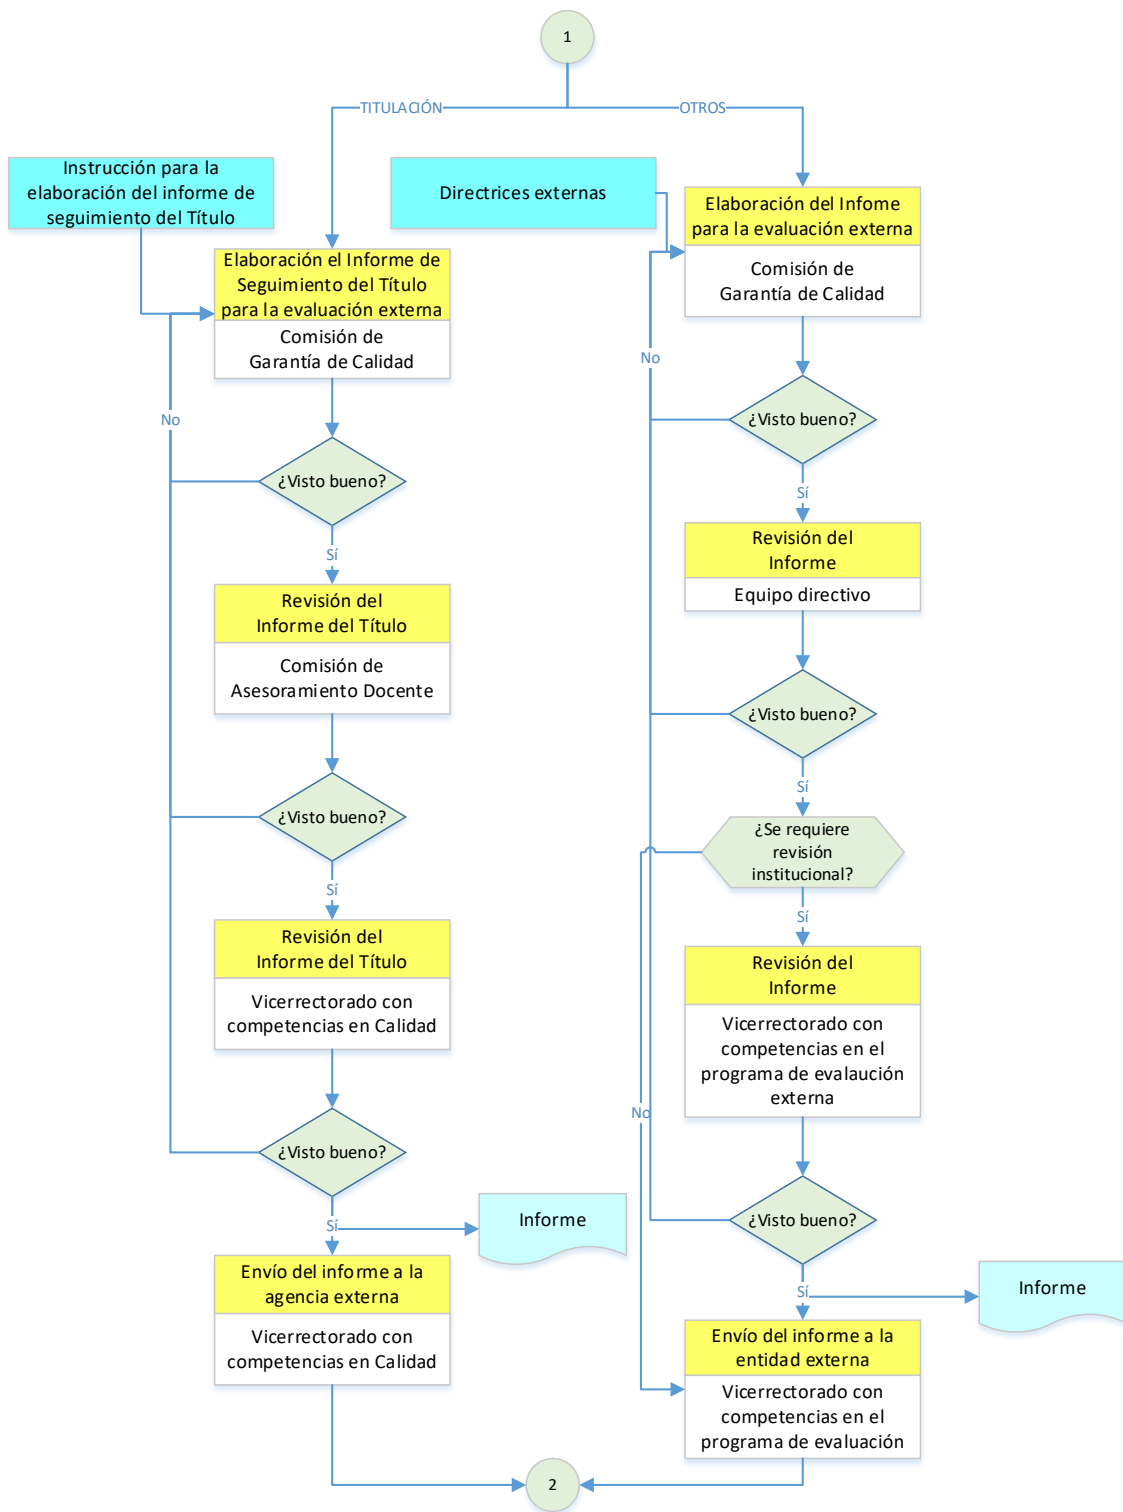 1
TITULACIÓN
OTROS
Instrucción para la
elaboración del informe de
seguimiento del Título
Directrices externas
Elaboración del Infome
para la evaluación externa
Comisión de
Garantía de Calidad
Elaboración el Informe de
Seguimiento del Título
para la evaluación externa
Comisión de
Garantía de Calidad
No
No
¿Visto bueno?
¿Visto bueno?
Sí
Sí
Revisión del
Informe
Equipo directivo
Revisión del
Informe del Título
Comisión de
Asesoramiento Docente
¿Visto bueno?
Sí
¿Visto bueno?
Sí
¿Se requiere
revisión
institucional?
Sí
Revisión del
Informe del Título
Vicerrectorado con
competencias en Calidad
Revisión del
Informe
Vicerrectorado con
competencias en el
programa de evalaución
externa
No
¿Visto bueno?
Sí
Informe
¿Visto bueno?
Sí
Informe
Envío del informe a la
agencia externa
Vicerrectorado con
competencias en Calidad
Envío del informe a la
entidad externa
Vicerrectorado con
competencias en el
programa de evaluación
2